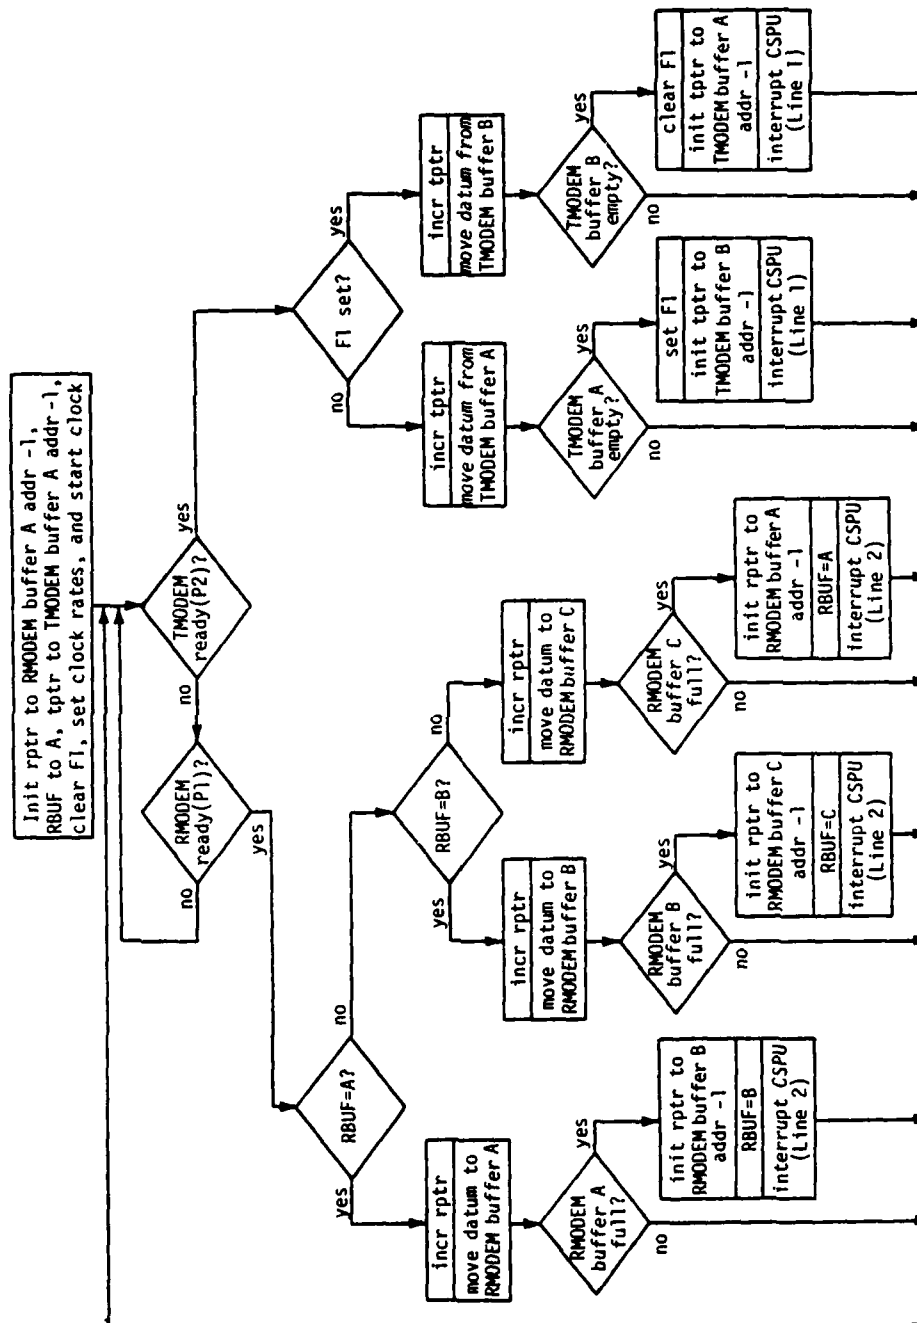 Init rptr to RMODEM buffer A addr -1,
RBUF to A, tptr to TMODEM buffer A addr -1,
clear F1, set clock rates, and start clock
TMODEM
ready(P2)?
yes
no
RMODEM
ready(P1)?
no
yes
F1 set?
yes
no
incr tptr
move datum from
TMODEM buffer B
TMODEM
buffer B
empty?
yes
no
clear F1
init tptr to
TMODEM buffer A
addr -1
interrupt CSPU
(Line 1)
incr tptr
move datum from
TMODEM buffer A
TMODEM
buffer A
empty?
yes
no
set F1
init tptr to
TMODEM buffer B
addr -1
interrupt CSPU
(Line 1)
RBUF=A?
no
yes
RBUF=B?
no
yes
incr rptr
move datum to
RMODEM buffer C
RMODEM
buffer C
full?
yes
no
init rptr to
RMODEM buffer A
addr -1
RBUF=A
interrupt CSPU
(Line 2)
incr rptr
move datum to
RMODEM buffer B
RMODEM
buffer B
full?
yes
no
init rptr to
RMODEM buffer C
addr -1
RBUF=C
interrupt CSPU
(Line 2)
incr rptr
move datum to
RMODEM buffer A
RMODEM
buffer A
full?
yes
no
init rptr to
RMODEM buffer B
addr -1
RBUF=B
interrupt CSPU
(Line 2)